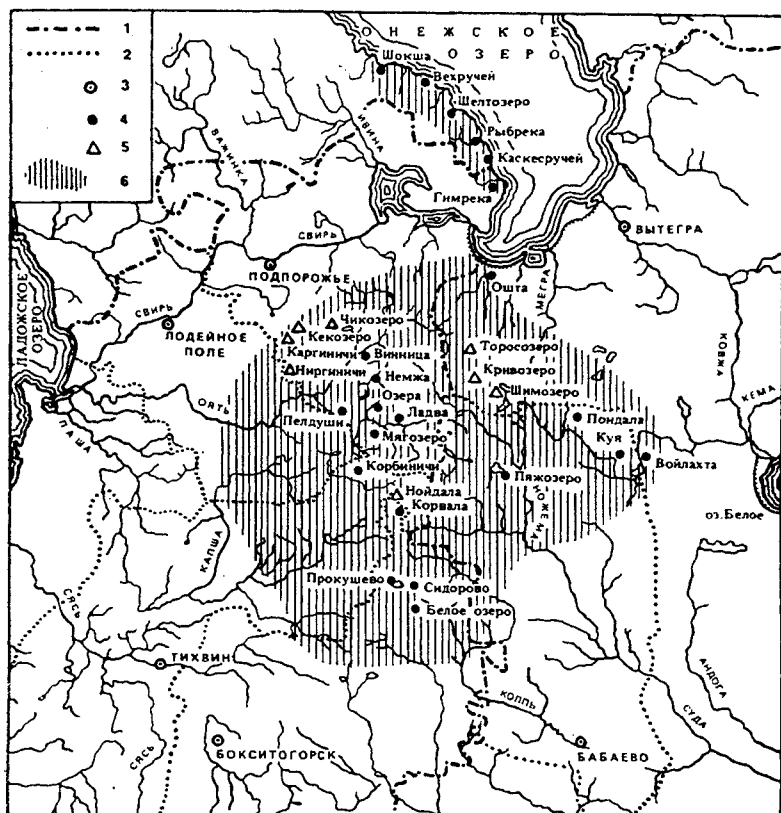 1
2
3
4
5
6
ОНЕЖСКОЕ
ОЗЕРО
Шокша
Вехручей
Шелтозеро
Рыбрека
Каскесручей
Гимрека
ИВИНА
ВАЖИНКА
СВИРЬ
ВЫТЕГРА
ПОДПОРОЖЬЕ
Ошта
МЕГРА
ЛАДОЖСКОЕ
ОЗЕРО
СВИРЬ
ЛОДЕЙНОЕ
ПОЛЕ
Чикозеро
Кекозеро
Каргиничи
Ниргиничи
Винница
Немжа
Озера
Ладва
Пелдуши
Мягозеро
Корбиничи
Торосозеро
Кривозеро
Шимозеро
КОВЖА
КЕМА
Пондала
Куя
Войлахта
ОЯТЬ
ПАША
Пяжозеро
НОЖЕМА
оз.Белое
Нойдала
Корвала
КАПША
СЯСЬ
Прокушево
Сидорово
Белое озеро
ТИХВИН
АНДОГА
СУДА
КОЛПЬ
СЯСЬ
БОКСИТОГОРСК
БАБАЕВО